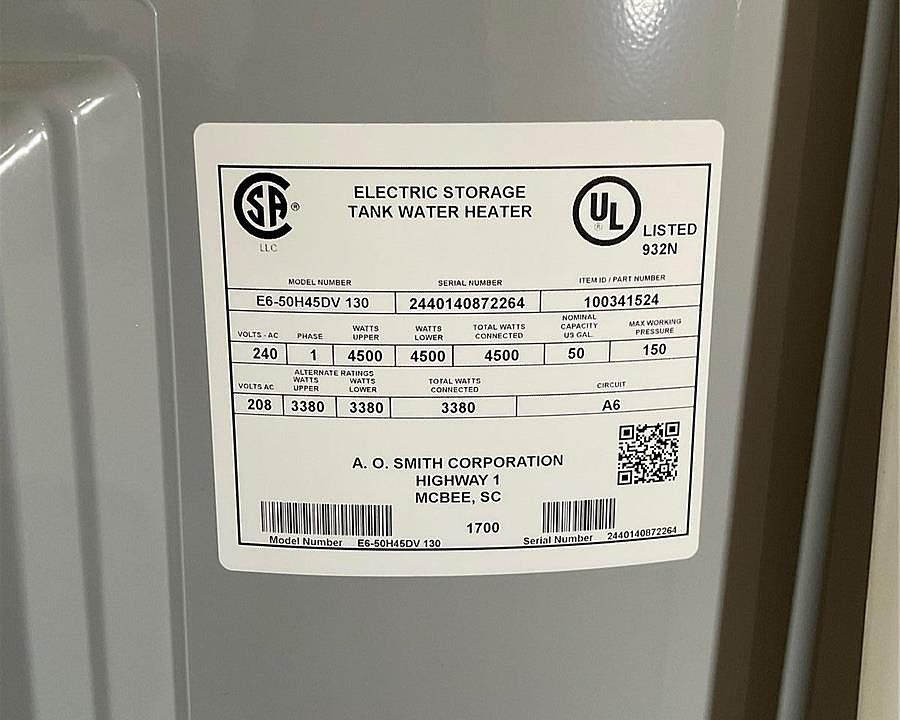 CSA ®
LLC
ELECTRIC STORAGE
TANK WATER HEATER
UL ®
LISTED
932N
MODEL NUMBER SERIAL NUMBER ITEM ID / PART NUMBER
E6-50H45DV 130 2440140872264 100341524
VOLTS - AC PHASE WATTS UPPER WATTS LOWER TOTAL WATTS CONNECTED NOMINAL CAPACITY US GAL. MAX WORKING PRESSURE
240 1 4500 4500 4500 50 150
ALTERNATE RATINGS
VOLTS AC WATTS UPPER WATTS LOWER TOTAL WATTS CONNECTED CIRCUIT
208 3380 3380 3380 A6
A. O. SMITH CORPORATION
HIGHWAY 1
MCBEE, SC
1700
Model Number E6-50H45DV 130 Serial Number 2440140872264